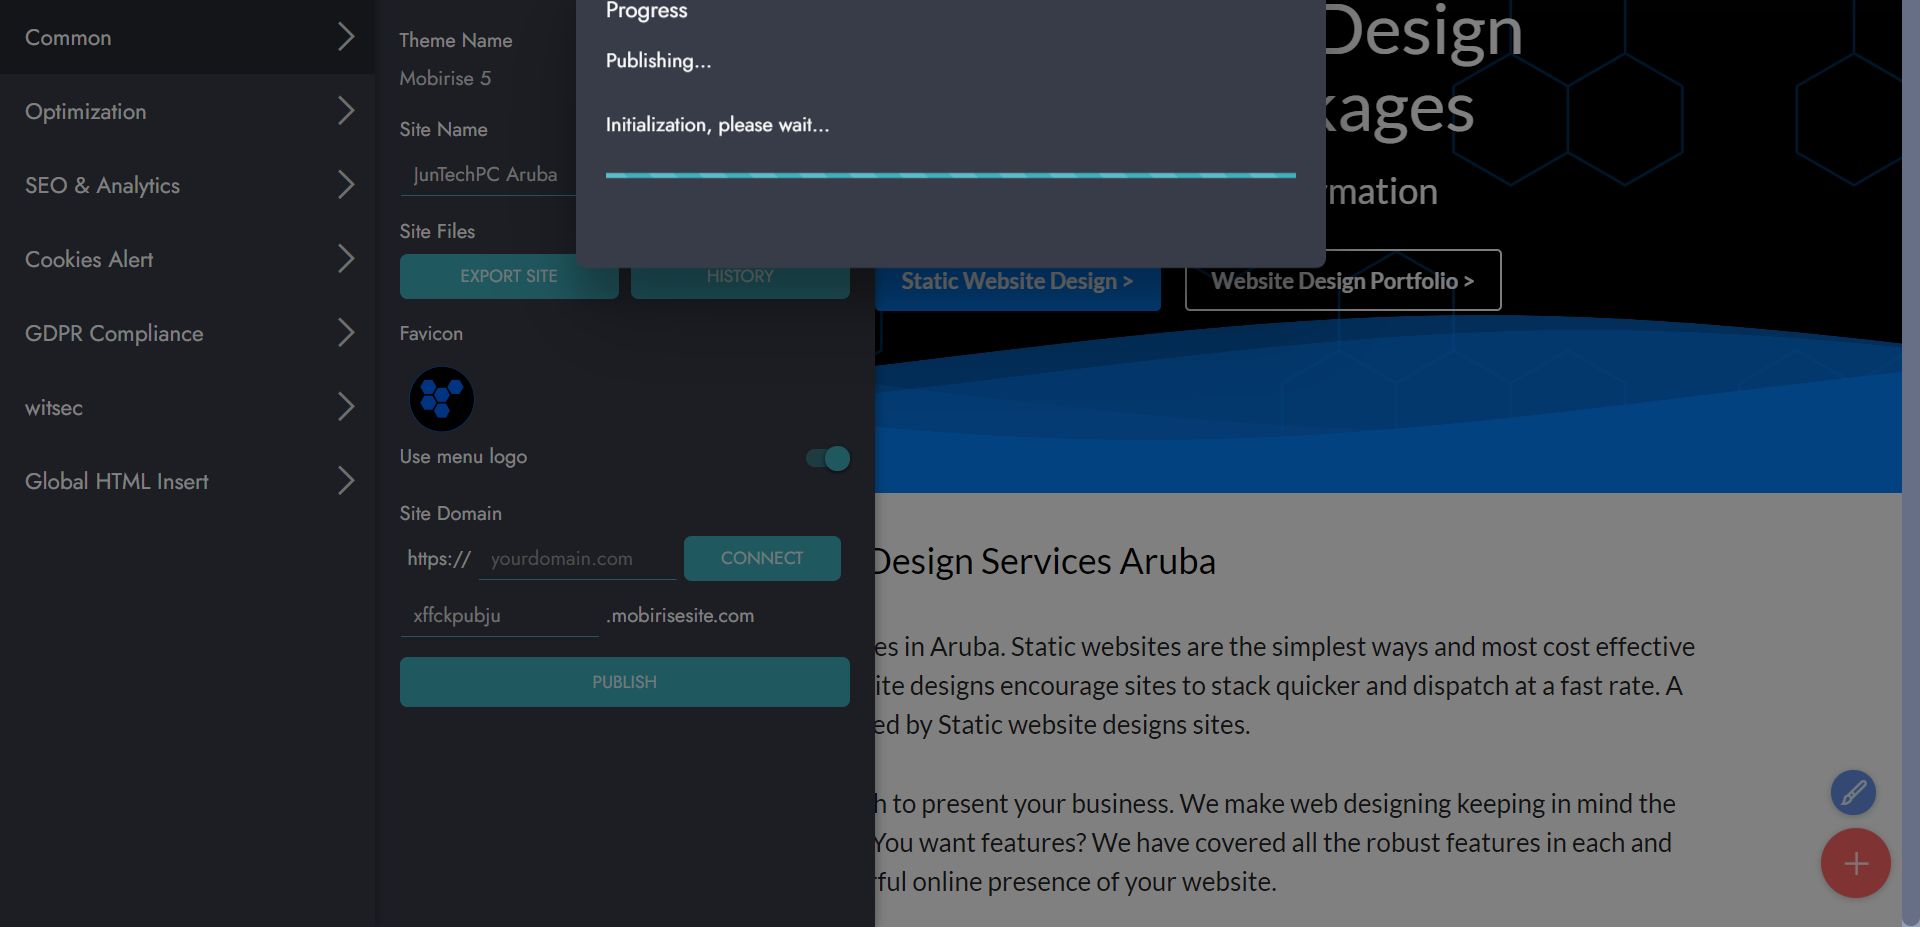 Common
Optimization
SEO & Analytics
Cookies Alert
GDPR Compliance
witsec
Global HTML Insert
Theme Name
Mobirise 5
Site Name
JunTechPC Aruba
Site Files
EXPORT SITE
HISTORY
Favicon
Use menu logo
Site Domain
https://
yourdomain.com
CONNECT
xffckpubju
.mobirisesite.com
PUBLISH
Progress
Publishing...
Initialization, please wait...
Design
kages
rmation
Static Website Design >
Website Design Portfolio >
Design Services Aruba
es in Aruba. Static websites are the simplest ways and most cost effective
ite designs encourage sites to stack quicker and dispatch at a fast rate. A
ed by Static website designs sites.
h to present your business. We make web designing keeping in mind the
You want features? We have covered all the robust features in each and
rful online presence of your website.